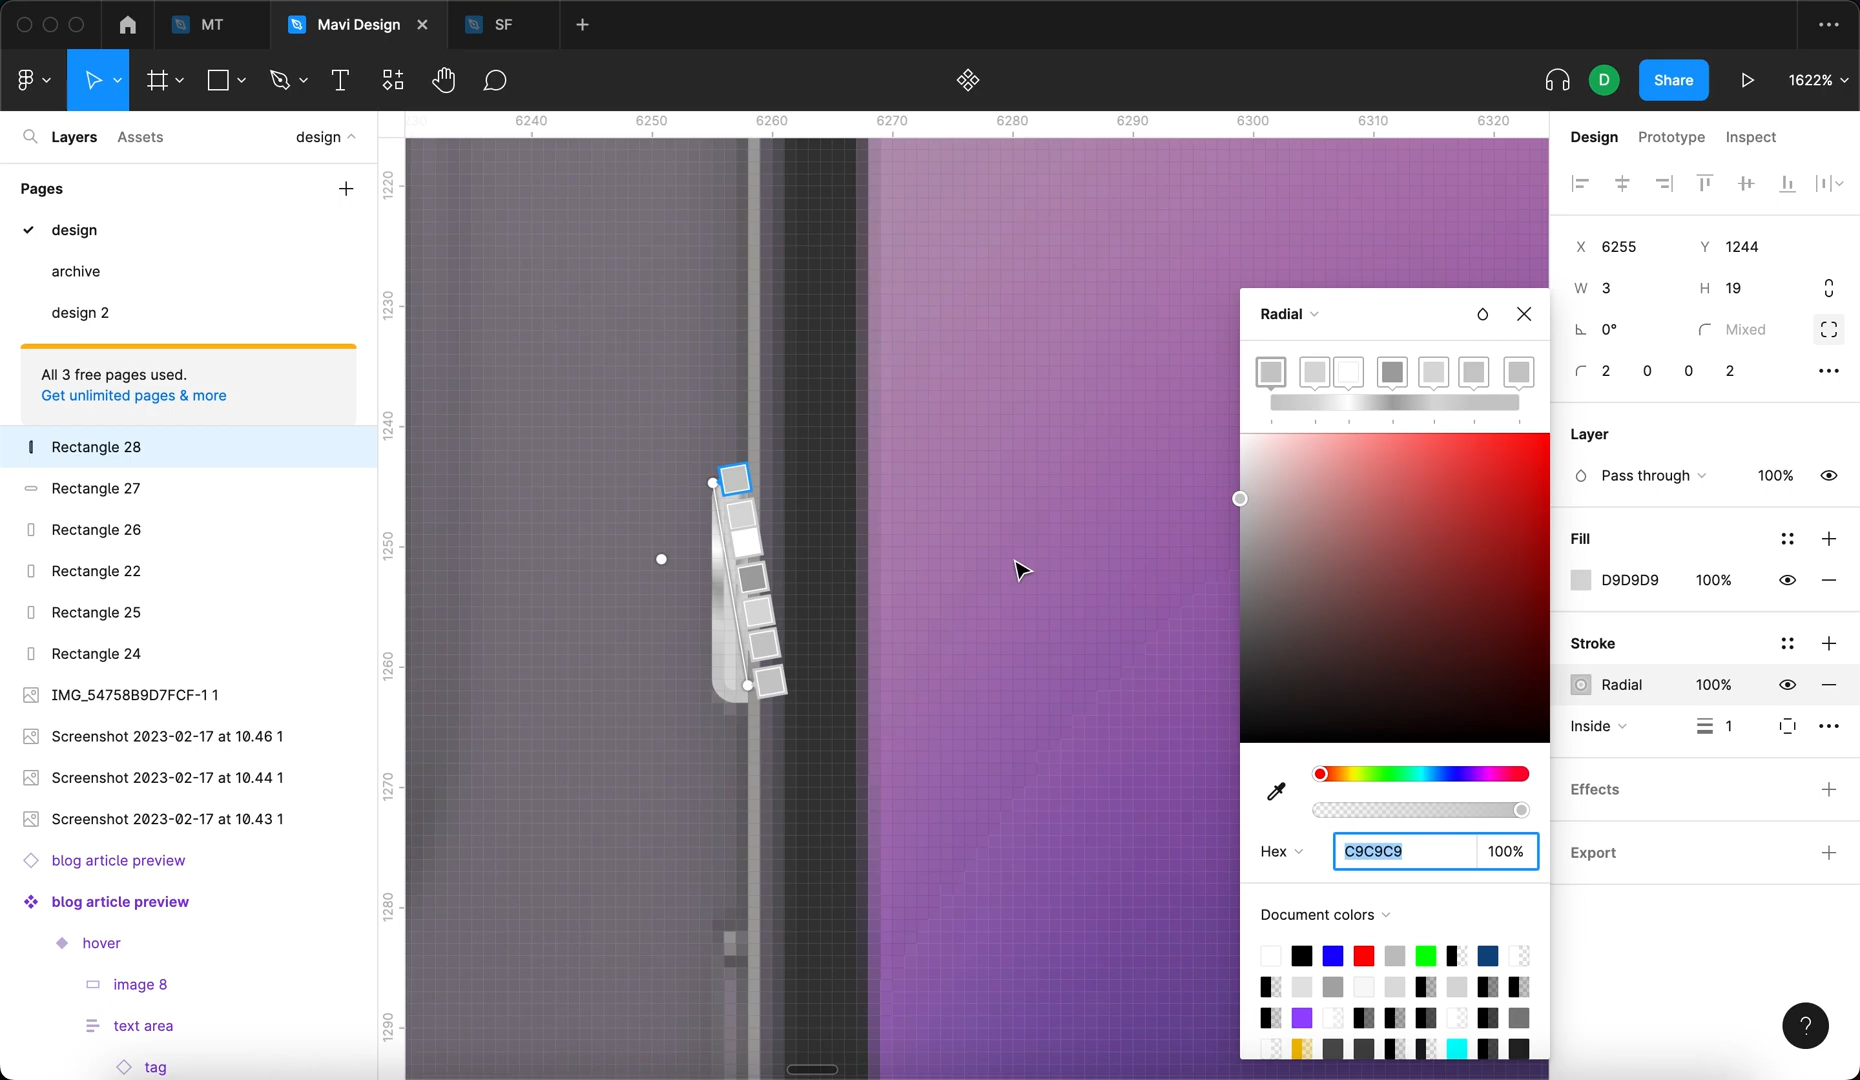 MT
Mavi Design
SF
D
Share
1622%
Layers
Assets
design
Pages
design
archive
design 2
All 3 free pages used.
Get unlimited pages & more
Rectangle 28
Rectangle 27
Rectangle 26
Rectangle 22
Rectangle 25
Rectangle 24
IMG_54758B9D7FCF-1 1
Screenshot 2023-02-17 at 10.46 1
Screenshot 2023-02-17 at 10.44 1
Screenshot 2023-02-17 at 10.43 1
blog article preview
blog article preview
hover
image 8
text area
tag
6240 6250 6260 6270 6280 6290 6300 6310 6320
1220
1230
1240
1250
1260
1270
1280
1290
Radial
Hex C9C9C9 100%
Document colors
Design Prototype Inspect
X 6255 Y 1244
W 3 H 19
0° Mixed
2 0 0 2
Layer
Pass through 100%
Fill
D9D9D9 100%
Stroke
Radial 100%
Inside 1
Effects
Export
?